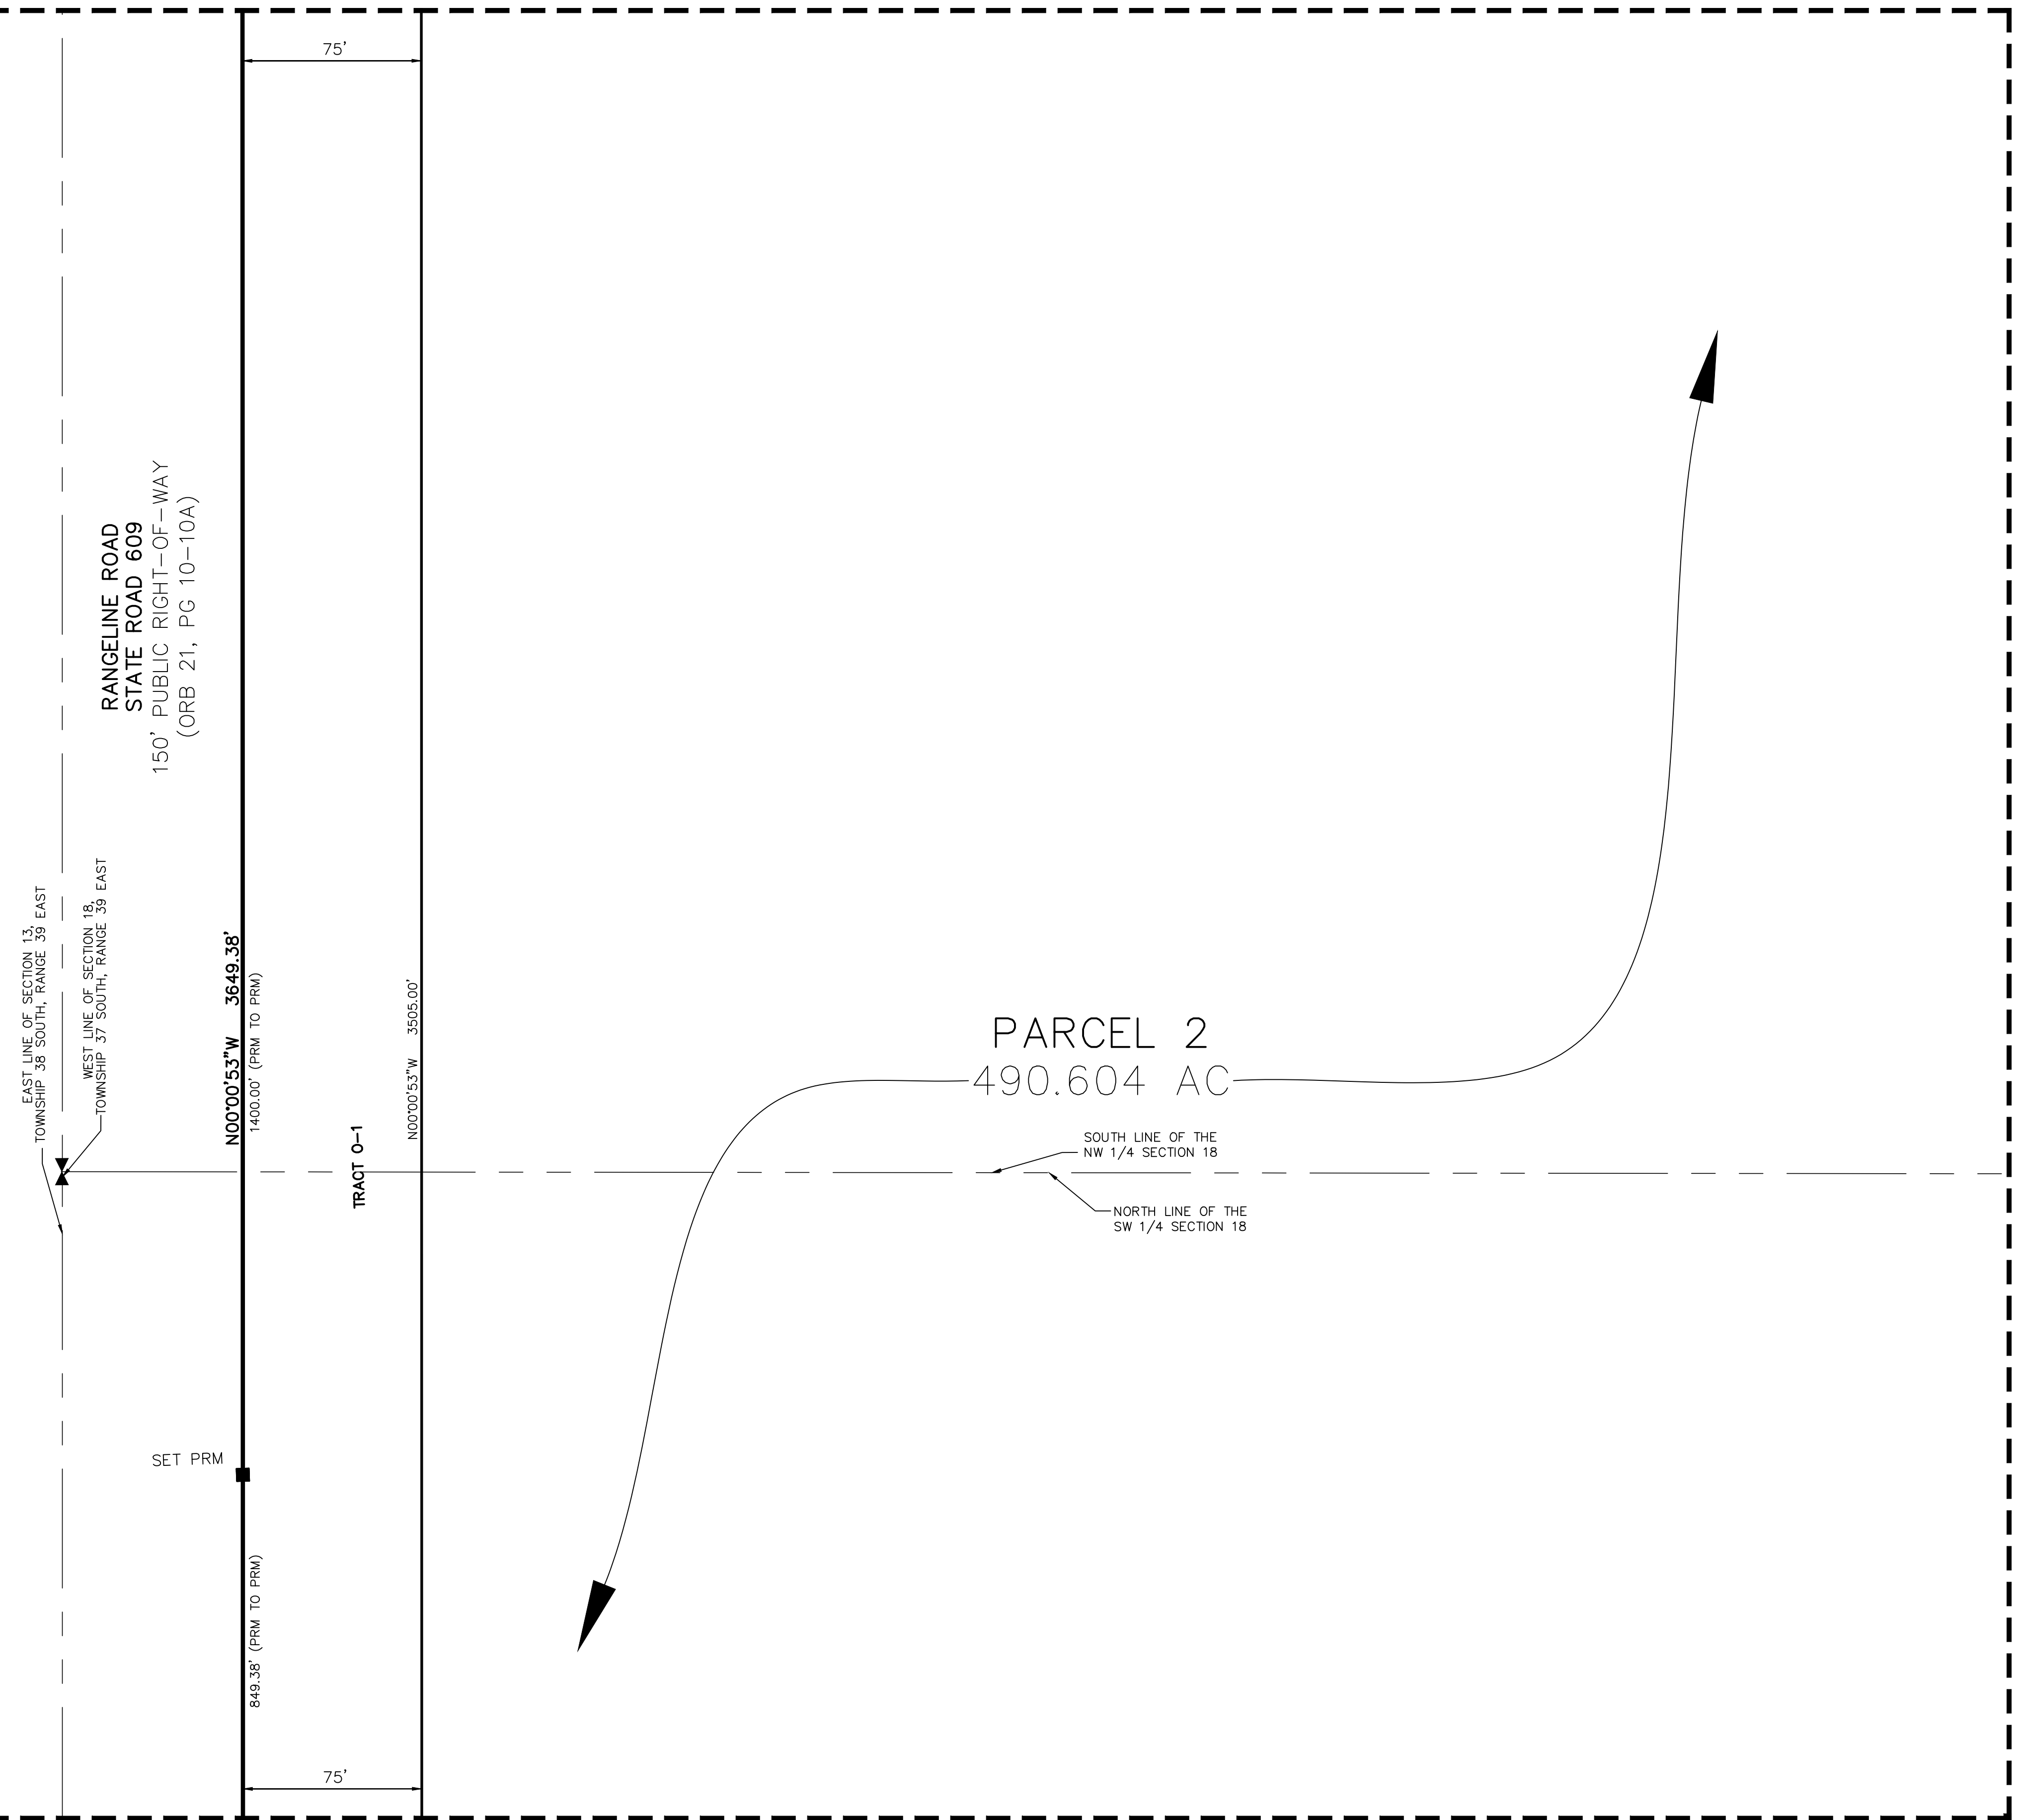 75'
RANGELINE ROAD
STATE ROAD 609
150' PUBLIC RIGHT-OF-WAY
(ORB 21, PG 10-10A)
EAST LINE OF SECTION 13,
TOWNSHIP 38 SOUTH, RANGE 39 EAST
WEST LINE OF SECTION 18,
TOWNSHIP 37 SOUTH, RANGE 39 EAST
N00°00'53"W 3649.38'
1400.00' (PRM TO PRM)
TRACT O-1
N00°00'53"W 3505.00'
PARCEL 2
490.604 AC
SOUTH LINE OF THE
NW 1/4 SECTION 18
NORTH LINE OF THE
SW 1/4 SECTION 18
SET PRM
849.38' (PRM TO PRM)
75'